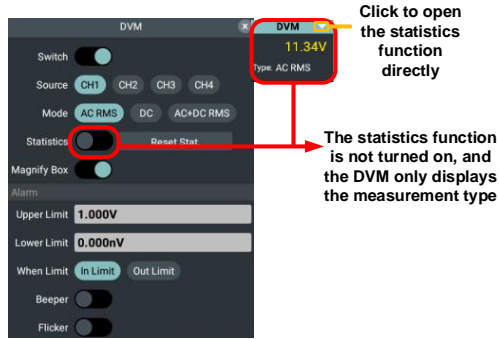 DVM
Switch
Source CH1 CH2 CH3 CH4
Mode AC RMS DC AC+DC RMS
Statistics Reset Stat.
Magnify Box
Alarm
Upper Limit 1.000V
Lower Limit 0.000nV
When Limit In Limit Out Limit
Beeper
Flicker
DVM
11.34V
Type: AC RMS
Click to open
the statistics
function
directly
The statistics function
is not turned on, and
the DVM only displays
the measurement type